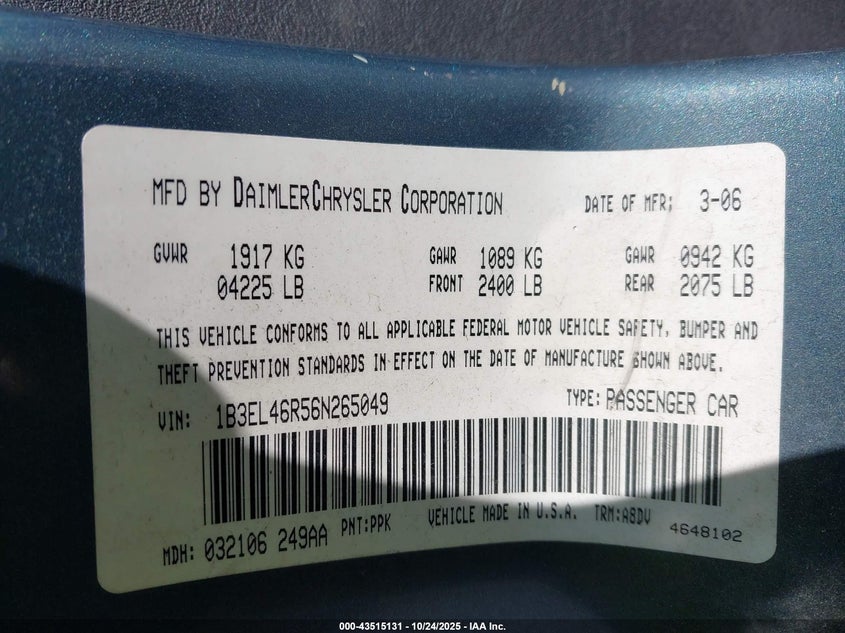 MFD BY DAIMLERCHRYSLER CORPORATION DATE OF MFR: 3-06
GVWR 1917 KG GAWR 1089 KG GAWR 0942 KG
04225 LB FRONT 2400 LB REAR 2075 LB
THIS VEHICLE CONFORMS TO ALL APPLICABLE FEDERAL MOTOR VEHICLE SAFETY, BUMPER AND
THEFT PREVENTION STANDARDS IN EFFECT ON THE DATE OF MANUFACTURE SHOWN ABOVE.
VIN: 1B3EL46R56N265049 TYPE: PASSENGER CAR
MDH: 032106 249AA PNT:PPK VEHICLE MADE IN U.S.A. TRM:A8DV 4648102
000-43515131 - 10/24/2025 - IAA Inc.